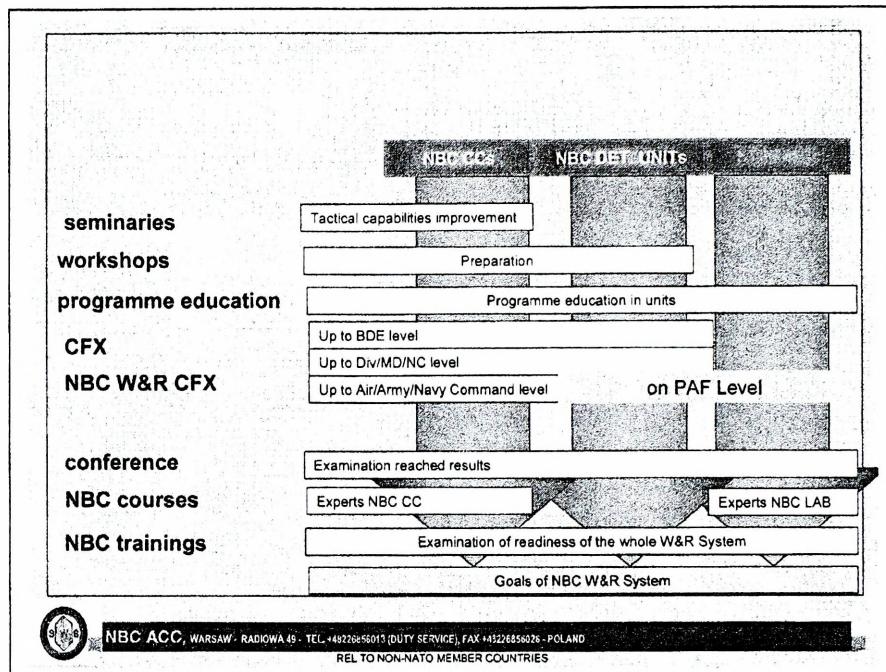 NBC CCs NBC DET. UNITs
seminaries Tactical capabilities improvement
workshops Preparation
programme education Programme education in units
CFX Up to BDE level
Up to Div/MD/NC level
NBC W&R CFX Up to Air/Army/Navy Command level on PAF Level
conference Examination reached results
NBC courses Experts NBC CC Experts NBC LAB
NBC trainings Examination of readiness of the whole W&R System
Goals of NBC W&R System
NBC ACC, WARSAW - RADIOWA 49 - TEL. +48226856013 (DUTY SERVICE), FAX +48226856026 - POLAND
REL TO NON-NATO MEMBER COUNTRIES